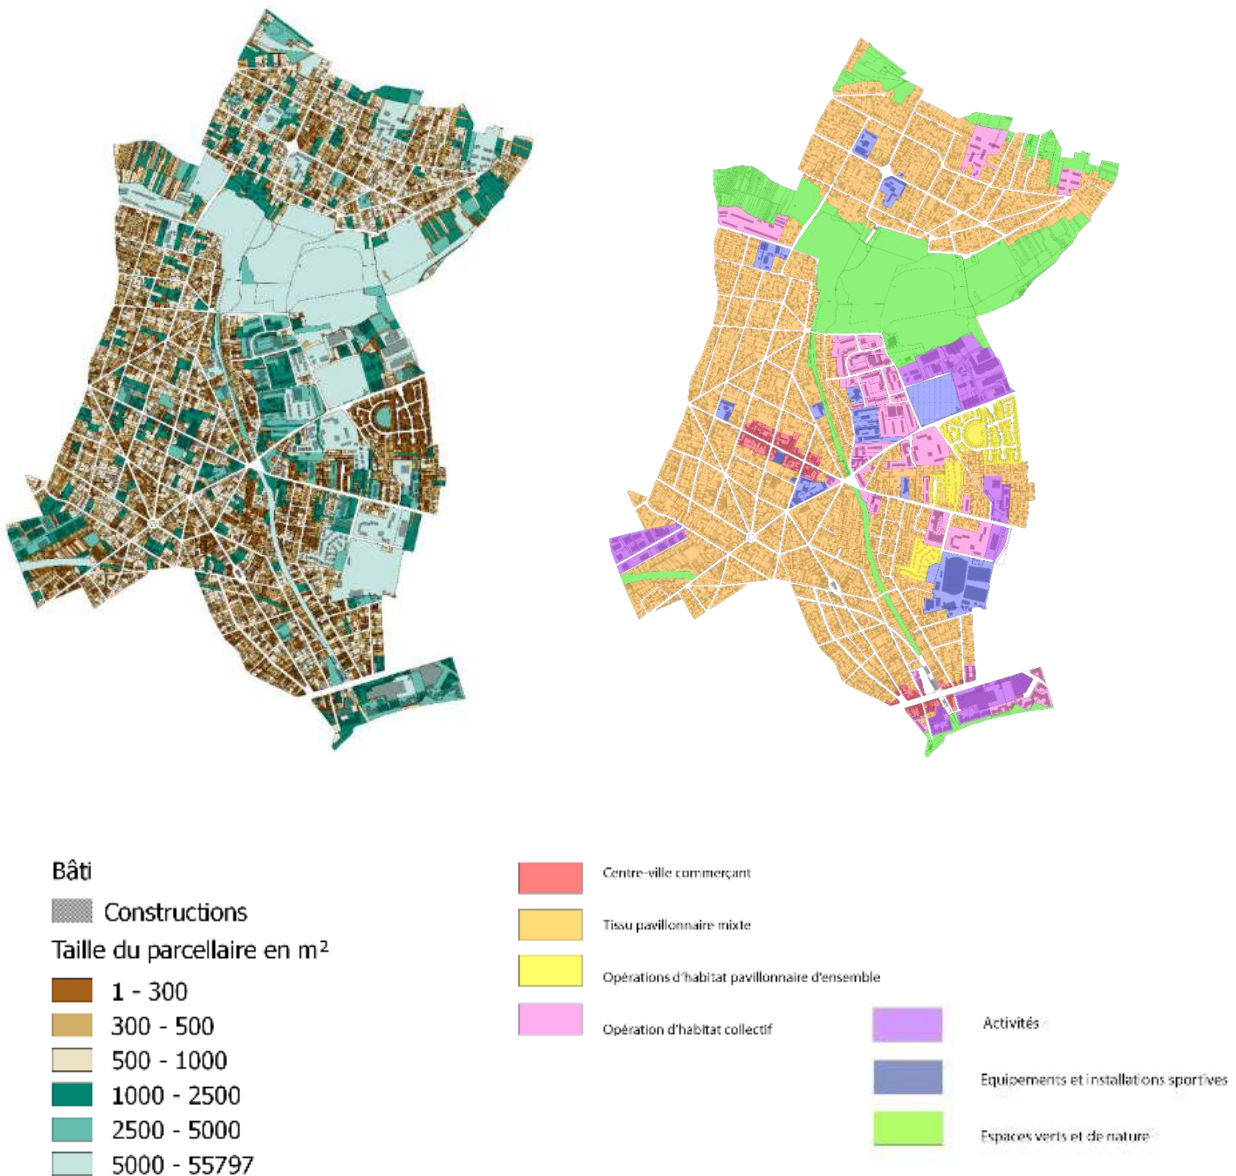 Bâti
Constructions
Taille du parcellaire en m²
1 - 300
300 - 500
500 - 1000
1000 - 2500
2500 - 5000
5000 - 55797
Centre-ville commerçant
Tissu pavillonnaire mixte
Opérations d'habitat pavillonnaire d'ensemble
Opération d'habitat collectif
Activités
Equipements et installations sportives
Espaces verts et de nature